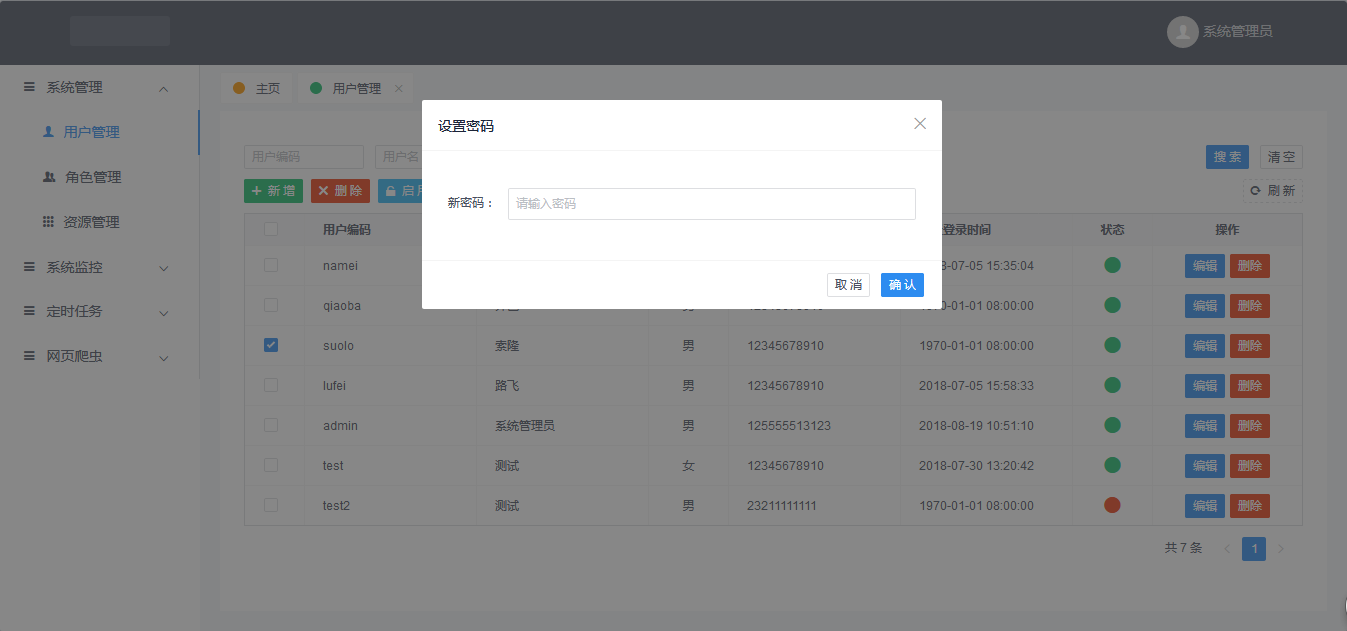 系统管理员
系统管理
用户管理
角色管理
资源管理
系统监控
定时任务
网页爬虫
主页 用户管理
设置密码
新密码： 请输入密码
取 消 确 认
用户编码 用户名 搜 索 清 空
新 增 删 除 启 刷 新
用户编码 登录时间 状态 操作
namei 8-07-05 15:35:04 编辑 删除
qiaoba 0-01-01 08:00:00 编辑 删除
suolo 索隆 男 12345678910 1970-01-01 08:00:00 编辑 删除
lufei 路飞 男 12345678910 2018-07-05 15:58:33 编辑 删除
admin 系统管理员 男 125555513123 2018-08-19 10:51:10 编辑 删除
test 测试 女 12345678910 2018-07-30 13:20:42 编辑 删除
test2 测试 男 23211111111 1970-01-01 08:00:00 编辑 删除
共 7 条 1